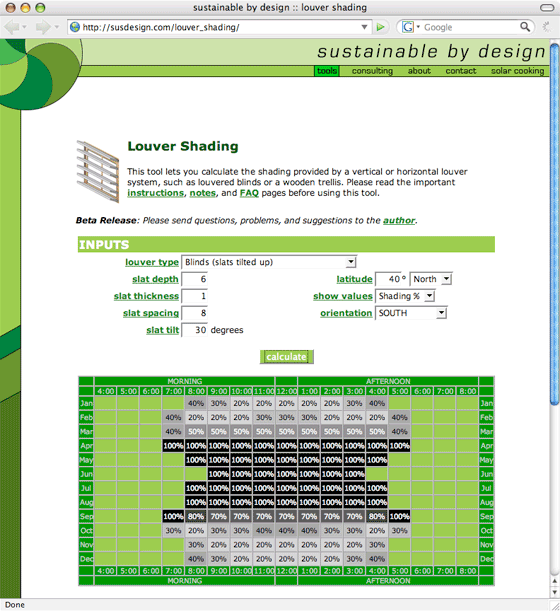 sustainable by design :: louver shading
http://susdesign.com/louver_shading/
Google
sustainable by design
tools consulting about contact solar cooking
Louver Shading
This tool lets you calculate the shading provided by a vertical or horizontal louver
system, such as louvered blinds or a wooden trellis. Please read the important
instructions, notes, and FAQ pages before using this tool.
Beta Release: Please send questions, problems, and suggestions to the author.
INPUTS
louver type Blinds (slats tilted up)
slat depth 6 latitude 40 º North
slat thickness 1 show values Shading %
slat spacing 8 orientation SOUTH
slat tilt 30 degrees
calculate
MORNING AFTERNOON
4:00 5:00 6:00 7:00 8:00 9:00 10:00 11:00 12:00 1:00 2:00 3:00 4:00 5:00 6:00 7:00 8:00
Jan 40% 30% 20% 20% 20% 20% 20% 30% 40% Jan
Feb 40% 20% 20% 20% 30% 30% 30% 20% 20% 20% 40% Feb
Mar 40% 50% 50% 50% 50% 50% 50% 50% 50% 50% 40% Mar
Apr 100% 100% 100% 100% 100% 100% 100% 100% 100% 100% 100% Apr
May 100% 100% 100% 100% 100% 100% 100% 100% 100% May
Jun 100% 100% 100% 100% 100% 100% 100% Jun
Jul 100% 100% 100% 100% 100% 100% 100% 100% 100% Jul
Aug 100% 100% 100% 100% 100% 100% 100% 100% 100% Aug
Sep 100% 80% 70% 70% 70% 70% 70% 70% 70% 80% 100% Sep
Oct 30% 20% 30% 30% 40% 40% 40% 30% 30% 20% 30% Oct
Nov 30% 20% 20% 20% 20% 20% 20% 20% 30% Nov
Dec 40% 30% 20% 20% 20% 20% 20% 30% 40% Dec
4:00 5:00 6:00 7:00 8:00 9:00 10:00 11:00 12:00 1:00 2:00 3:00 4:00 5:00 6:00 7:00 8:00
MORNING AFTERNOON
Done